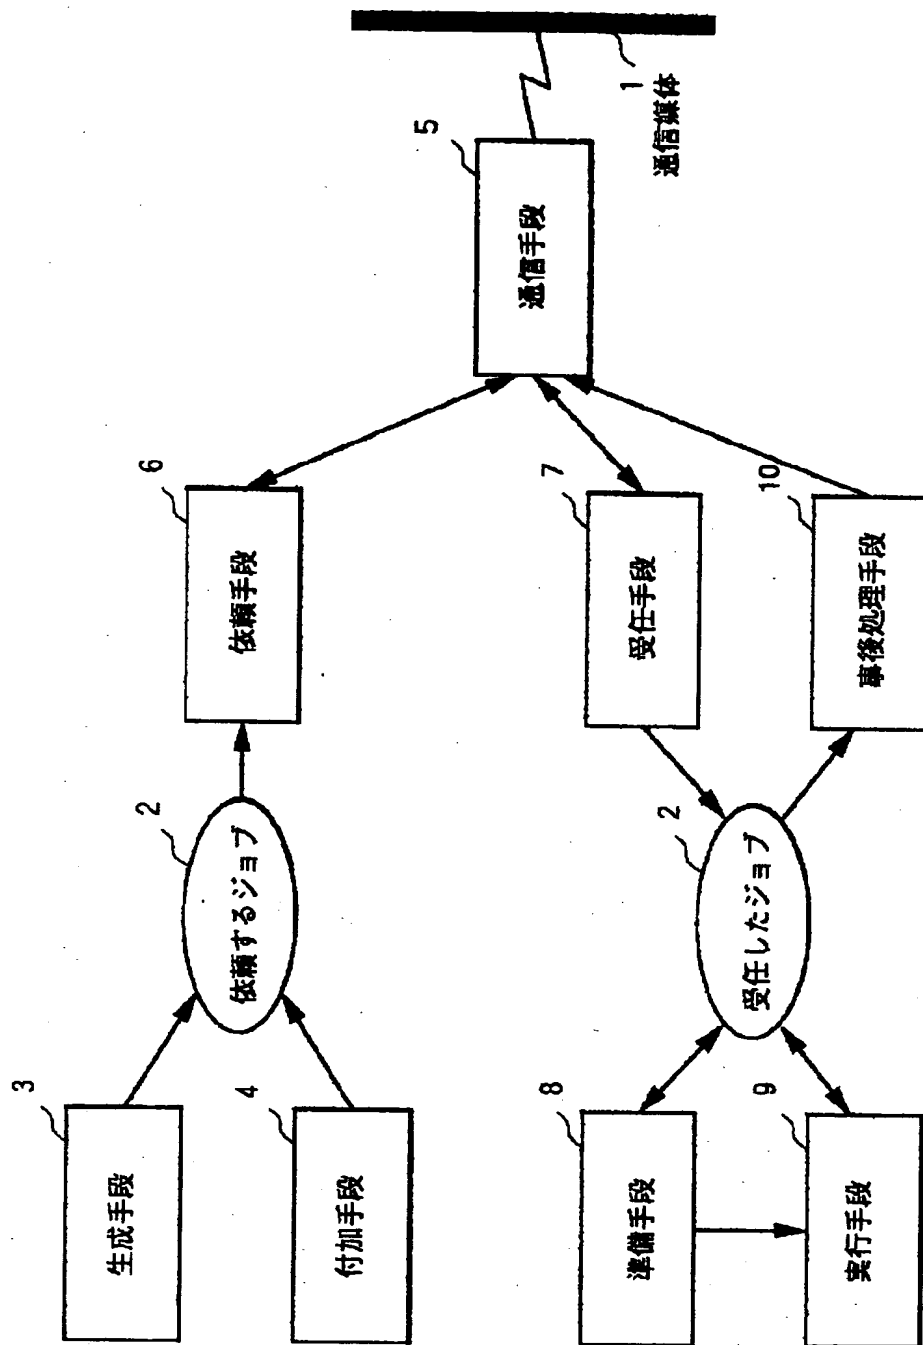 3
生成手段
4
付加手段
2
依頼するジョブ
6
依頼手段
5
通信手段
1
通信媒体
7
受任手段
2
受任したジョブ
8
準備手段
9
実行手段
10
事後処理手段